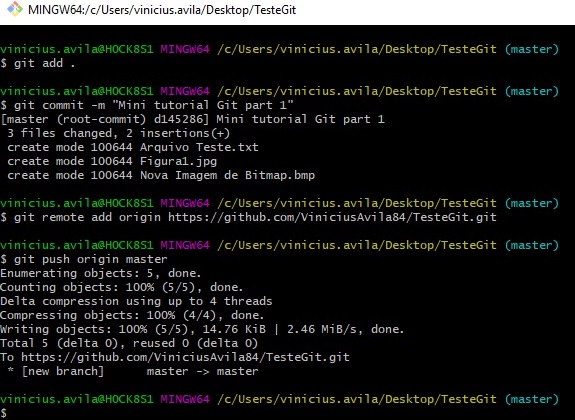 MINGW64:/c/Users/vinicius.avila/Desktop/TesteGit
vinicius.avila@HOCK8S1 MINGW64 /c/Users/vinicius.avila/Desktop/TesteGit (master)
$ git add .
vinicius.avila@HOCK8S1 MINGW64 /c/Users/vinicius.avila/Desktop/TesteGit (master)
$ git commit -m "Mini tutorial Git part 1"
[master (root-commit) d145286] Mini tutorial Git part 1
 3 files changed, 2 insertions(+)
 create mode 100644 Arquivo Teste.txt
 create mode 100644 Figura1.jpg
 create mode 100644 Nova Imagem de Bitmap.bmp
vinicius.avila@HOCK8S1 MINGW64 /c/Users/vinicius.avila/Desktop/TesteGit (master)
$ git remote add origin https://github.com/ViniciusAvila84/TesteGit.git
vinicius.avila@HOCK8S1 MINGW64 /c/Users/vinicius.avila/Desktop/TesteGit (master)
$ git push origin master
Enumerating objects: 5, done.
Counting objects: 100% (5/5), done.
Delta compression using up to 4 threads
Compressing objects: 100% (4/4), done.
Writing objects: 100% (5/5), 14.76 KiB | 2.46 MiB/s, done.
Total 5 (delta 0), reused 0 (delta 0)
To https://github.com/ViniciusAvila84/TesteGit.git
 * [new branch]      master -> master
vinicius.avila@HOCK8S1 MINGW64 /c/Users/vinicius.avila/Desktop/TesteGit (master)
$